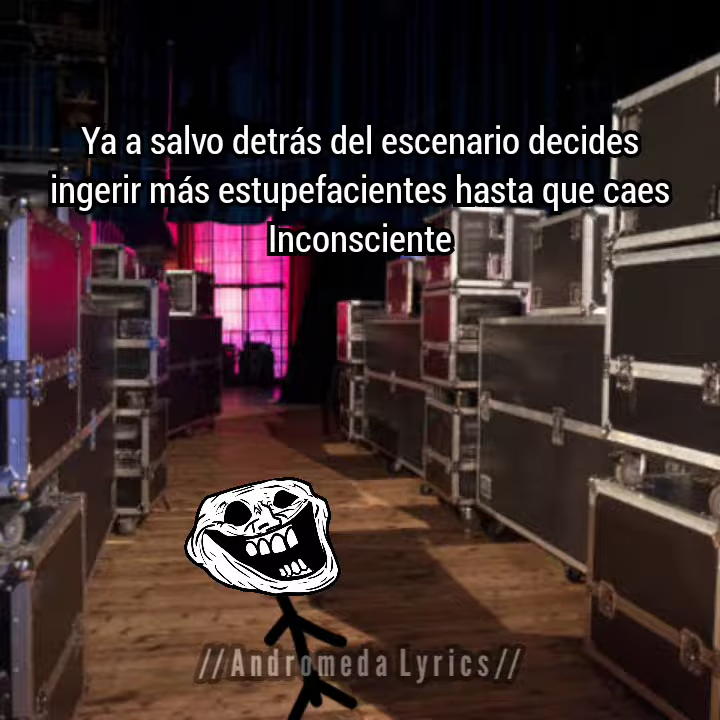 Ya a salvo detrás del escenario decides
ingerir más estupefacientes hasta que caes
Inconsciente
//Andromeda Lyrics//